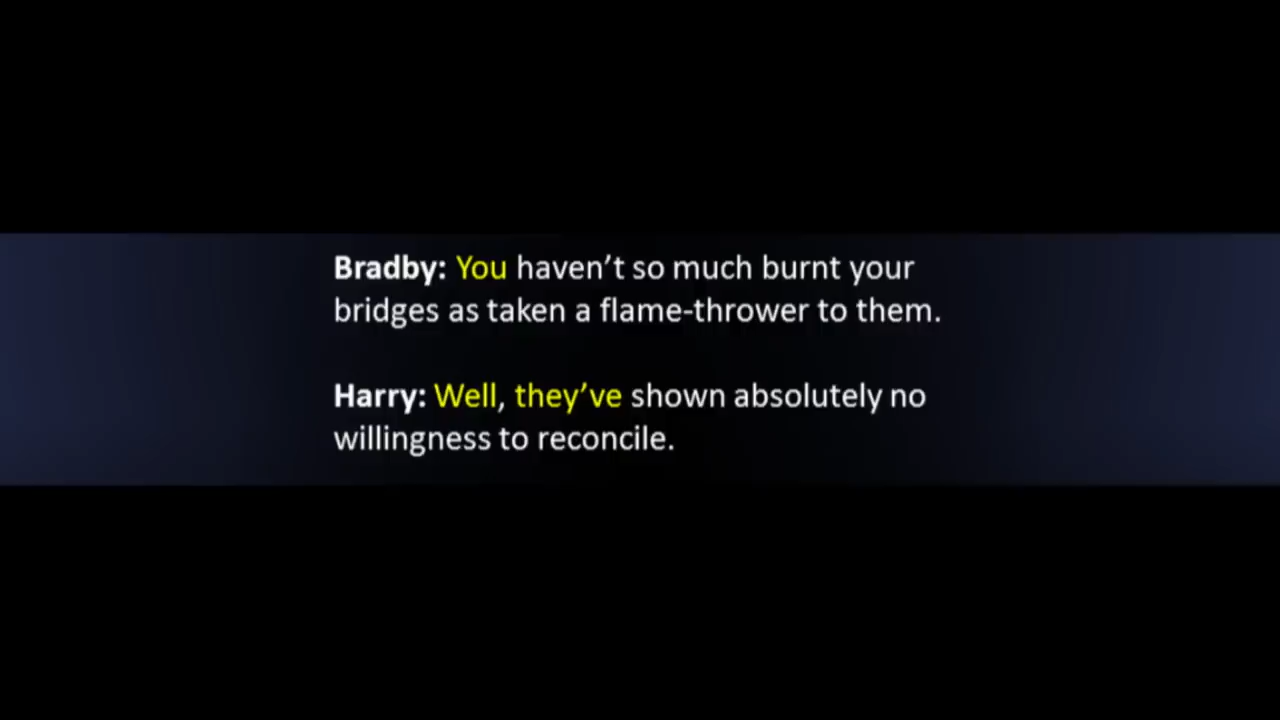 Bradby: You haven’t so much burnt your
bridges as taken a flame-thrower to them.
Harry: Well, they’ve shown absolutely no
willingness to reconcile.